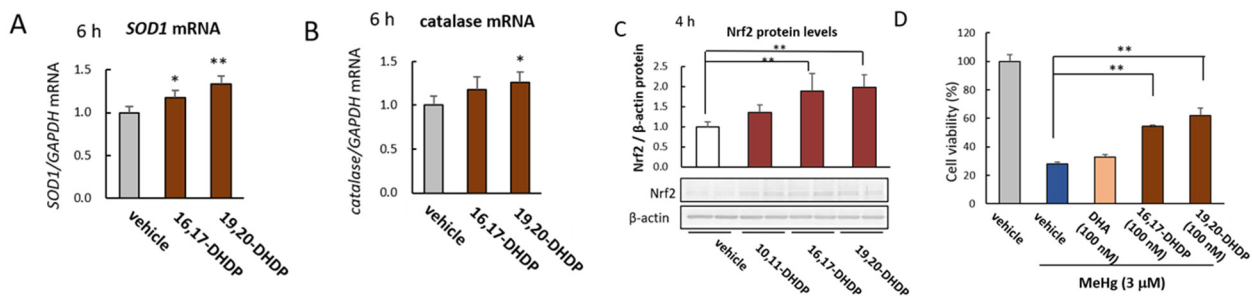 A
6 h
SOD1 mRNA
SOD1/GAPDH mRNA
1.5
1.0
0.5
0.0
*
**
vehicle
16,17-DHDP
19,20-DHDP
B
6 h
catalase mRNA
catalase/GAPDH mRNA
1.5
1.0
0.5
0.0
*
vehicle
16,17-DHDP
19,20-DHDP
C
4 h
Nrf2 protein levels
Nrf2 / β-actin protein
2.5
2.0
1.5
1.0
0.5
0.0
**
**
Nrf2
β-actin
vehicle
10,11-DHDP
16,17-DHDP
19,20-DHDP
D
Cell viability (%)
120
100
80
60
40
20
0
**
**
vehicle
vehicle
DHA
(100 nM)
16,17-DHDP
(100 nM)
19,20-DHDP
(100 nM)
MeHg (3 μM)